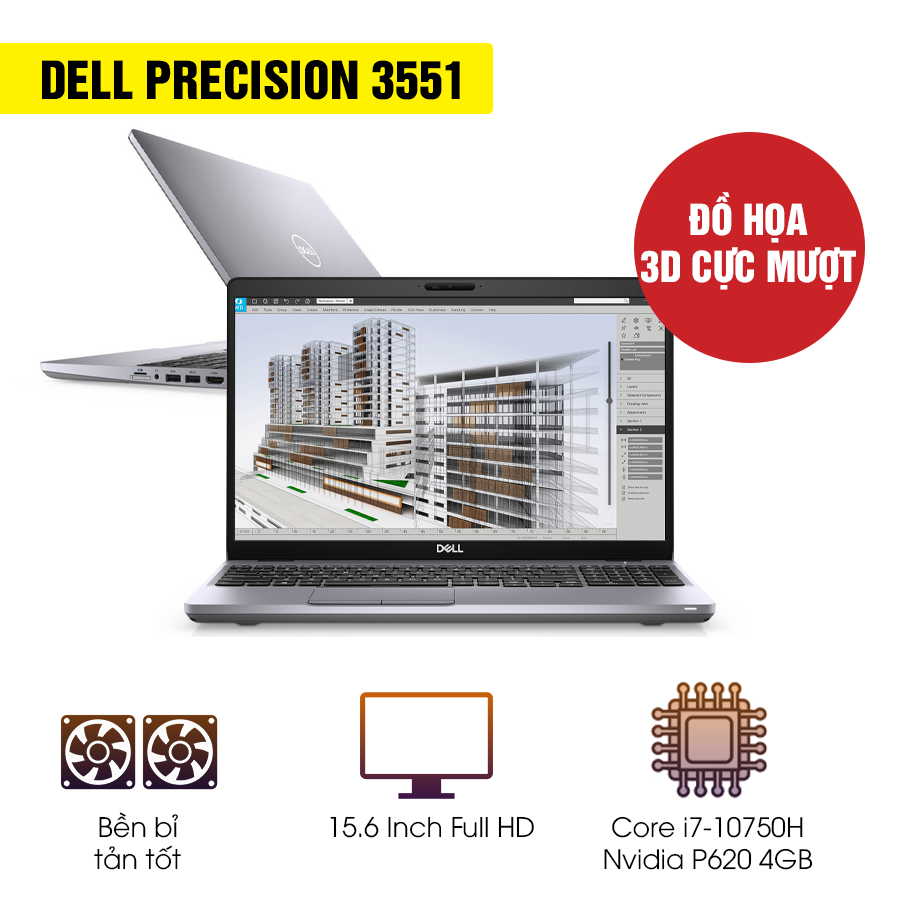 DELL PRECISION 3551
ĐỒ HỌA
3D CỰC MƯỢT
DELL
DELL
Bền bỉ
tản tốt
15.6 Inch Full HD
Core i7-10750H
Nvidia P620 4GB